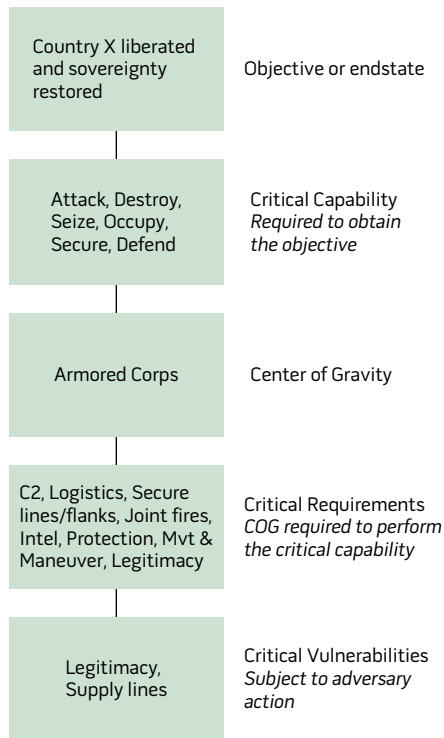 Country X liberated
and sovereignty
restored
Objective or endstate
Attack, Destroy,
Seize, Occupy,
Secure, Defend
Critical Capability
Required to obtain
the objective
Armored Corps
Center of Gravity
C2, Logistics, Secure
lines/flanks, Joint fires,
Intel, Protection, Mvt &
Maneuver, Legitimacy
Critical Requirements
COG required to perform
the critical capability
Legitimacy,
Supply lines
Critical Vulnerabilities
Subject to adversary
action